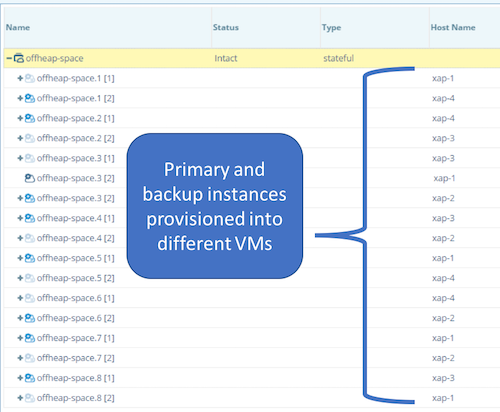 Name Status Type Host Name
offheap-space Intact stateful
offheap-space.1 [1] xap-1
offheap-space.1 [2] xap-4
offheap-space.2 [1] xap-4
offheap-space.2 [2] xap-3
offheap-space.3 [1] xap-3
offheap-space.3 [2] xap-1
offheap-space.3 [2] xap-2
offheap-space.4 [1] xap-3
offheap-space.4 [2] xap-2
offheap-space.5 [1] xap-1
offheap-space.5 [2] xap-4
offheap-space.6 [1] xap-4
offheap-space.6 [2] xap-2
offheap-space.7 [1] xap-1
offheap-space.7 [2] xap-2
offheap-space.8 [1] xap-3
offheap-space.8 [2] xap-1
Primary and
backup instances
provisioned into
different VMs